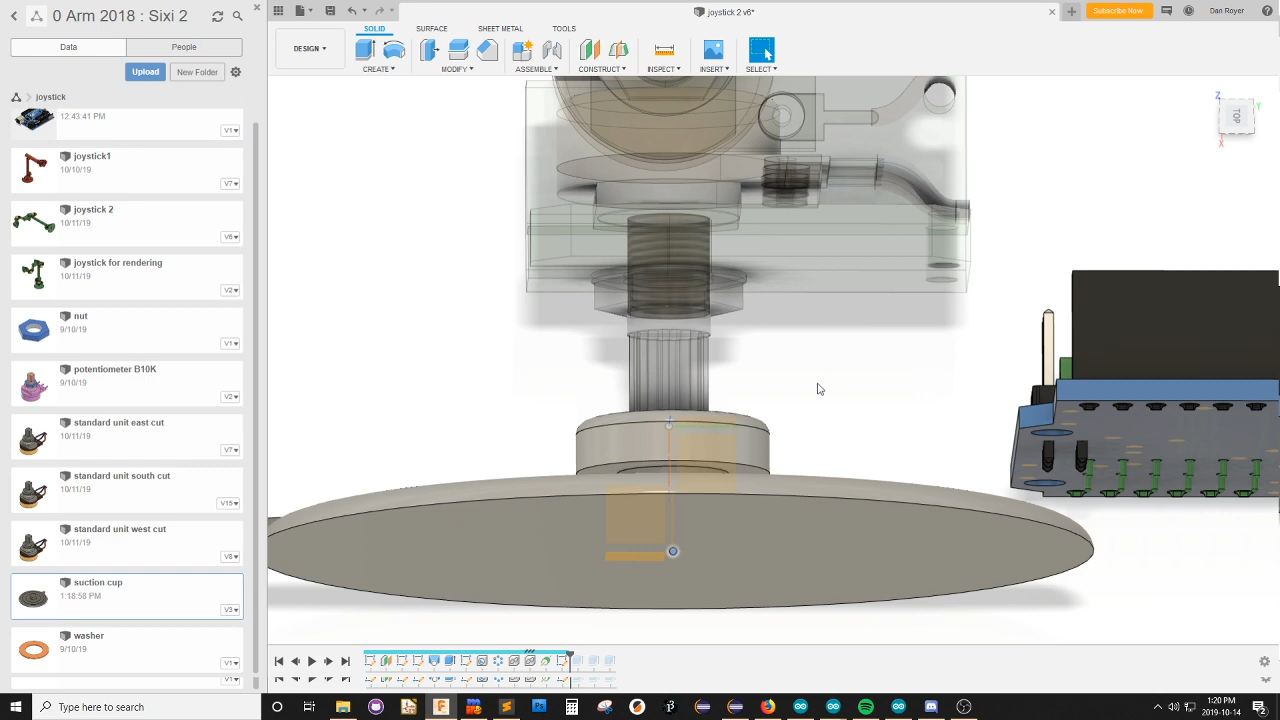 0 Arm 2018 : Sixi 2
joystick 2 v6*
Subscribe Now
Dan Royer
Data
People
Upload
New Folder
joystick
DESIGN
SOLID
SURFACE
SHEET METAL
TOOLS
CREATE
MODIFY
ASSEMBLE
CONSTRUCT
INSPECT
INSERT
SELECT
12:43:41 PM
V1
joystick1
10/10/19
V7
joystick 2
10/11/19
V6
joystick for rendering
10/11/19
V2
nut
9/10/19
V1
potentiometer B10K
9/10/19
V2
standard unit east cut
10/11/19
V7
standard unit south cut
10/11/19
V15
standard unit west cut
10/11/19
V8
suction cup
1:18:58 PM
V3
washer
9/10/19
V1
Z
Y
TOP
X
Type here to search
1:20 PM
2019-10-14